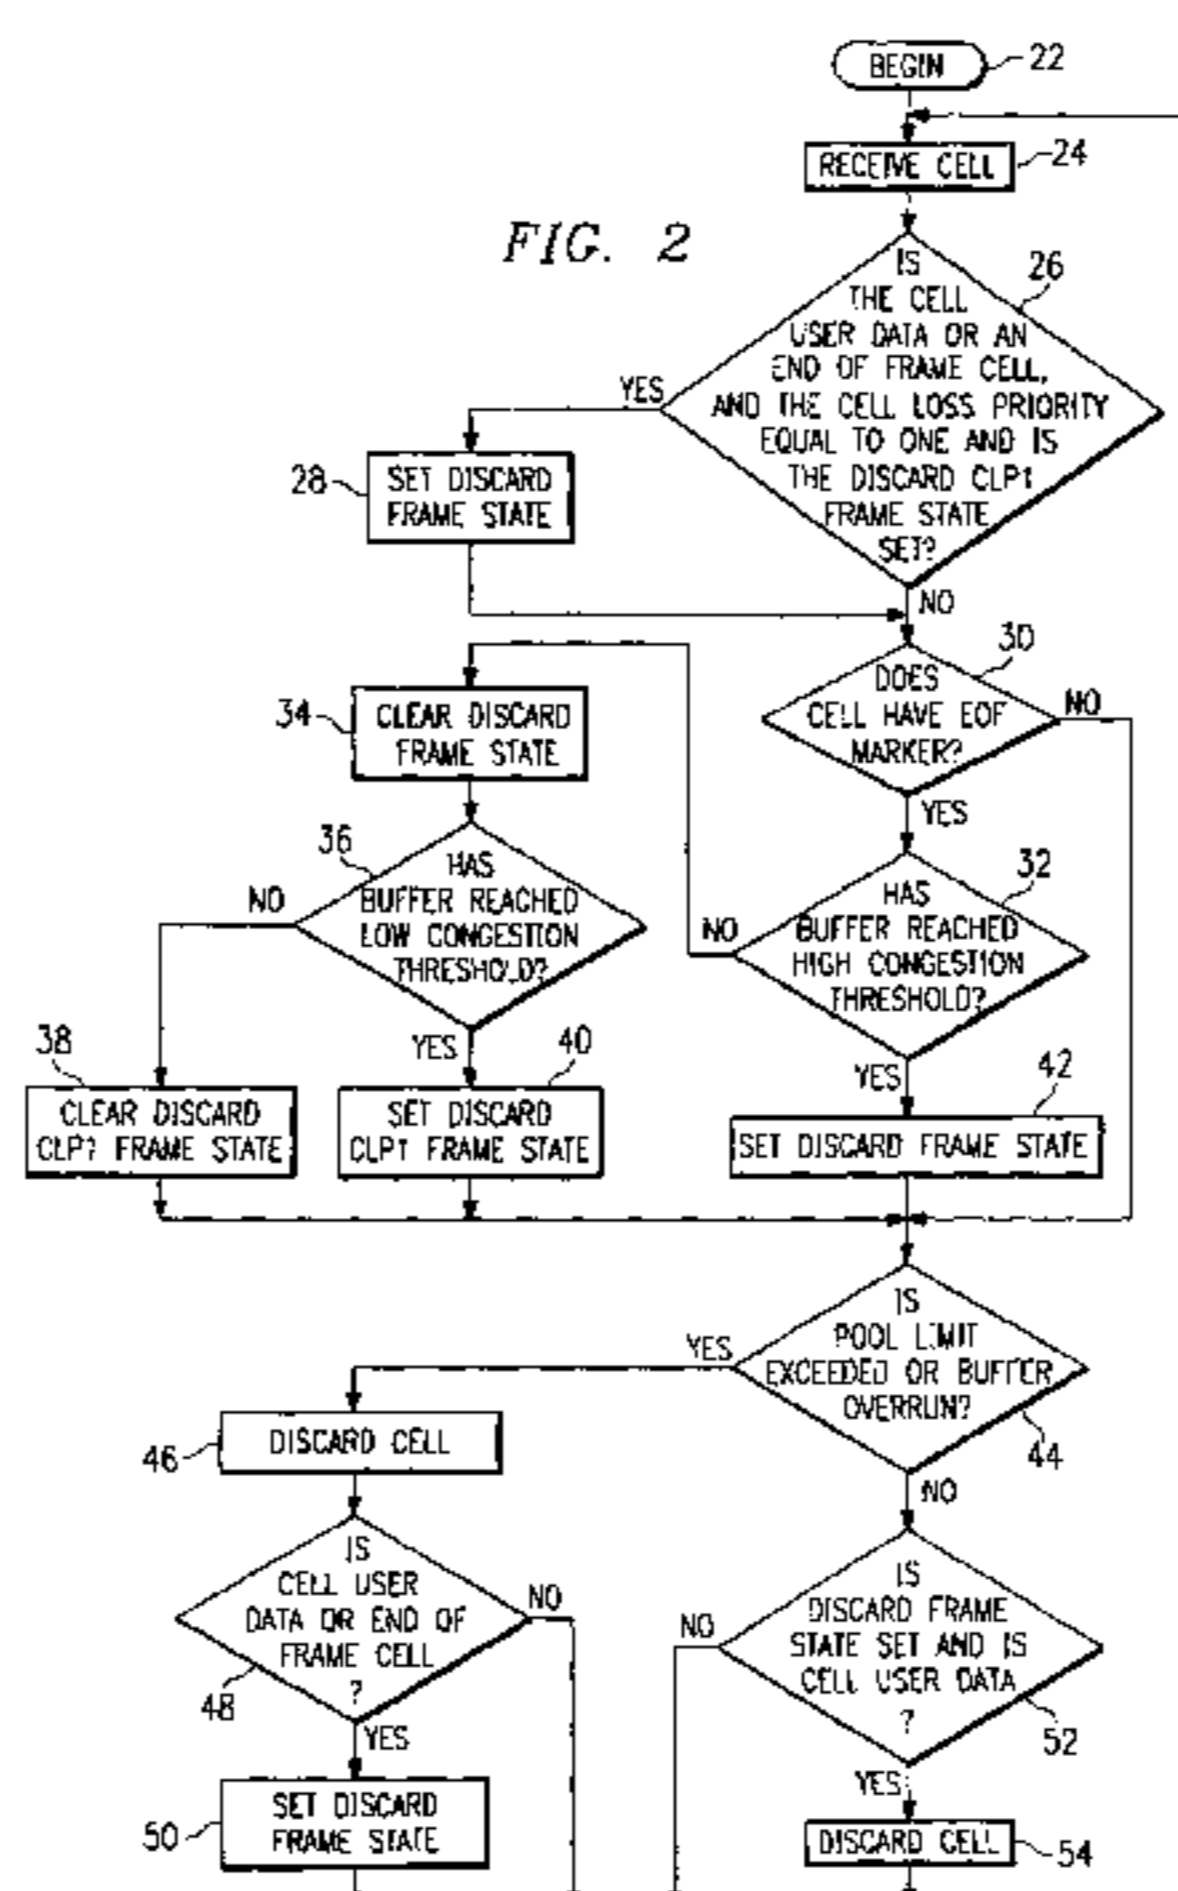 BEGIN
22
RECEIVE CELL
24
FIG. 2
IS
THE CELL
USER DATA OR AN
END OF FRAME CELL,
AND THE CELL LOSS PRIORITY
EQUAL TO ONE AND IS
THE DISCARD CLP1
FRAME STATE
SET?
26
YES
28
SET DISCARD
FRAME STATE
NO
30
DOES
CELL HAVE EOF
MARKER?
NO
34
CLEAR DISCARD
FRAME STATE
YES
36
HAS
BUFFER REACHED
LOW CONGESTION
THRESHOLD?
NO
32
HAS
BUFFER REACHED
HIGH CONGESTION
THRESHOLD?
NO
38
YES
40
YES
42
CLEAR DISCARD
CLP1 FRAME STATE
SET DISCARD
CLP1 FRAME STATE
SET DISCARD FRAME STATE
IS
POOL LIMIT
EXCEEDED OR BUFFER
OVERRUN?
YES
44
46
DISCARD CELL
NO
IS
CELL USER
DATA OR END OF
FRAME CELL
?
NO
48
IS
DISCARD FRAME
STATE SET AND IS
CELL USER DATA
?
NO
52
YES
50
SET DISCARD
FRAME STATE
YES
DISCARD CELL
54